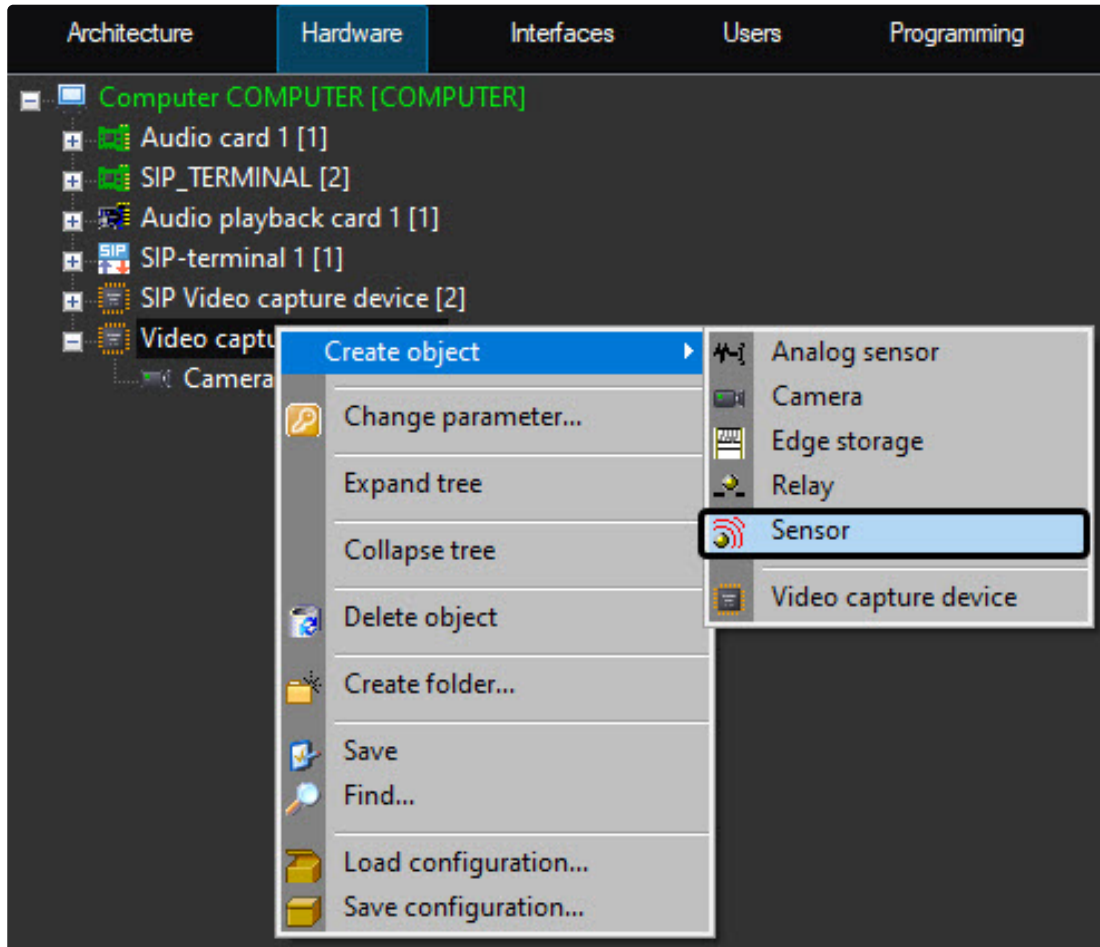 Architecture Hardware Interfaces Users Programming
Computer COMPUTER [COMPUTER]
Audio card 1 [1]
SIP_TERMINAL [2]
Audio playback card 1 [1]
SIP
SIP-terminal 1 [1]
SIP Video capture device [2]
Video captu
Camera
Create object
Change parameter...
Expand tree
Collapse tree
Delete object
Create folder...
Save
Find...
Load configuration...
Save configuration...
Analog sensor
Camera
Edge storage
Relay
Sensor
Video capture device